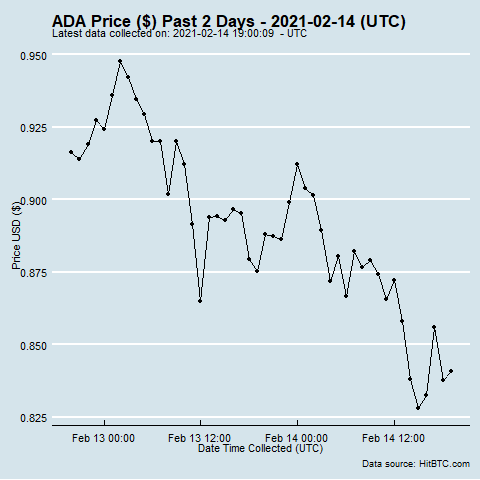 ADA Price ($) Past 2 Days - 2021-02-14 (UTC)
Latest data collected on: 2021-02-14 19:00:09 - UTC
0.950
0.925
0.900
0.875
0.850
0.825
Price USD ($)
Feb 13 00:00 Feb 13 12:00 Feb 14 00:00 Feb 14 12:00
Date Time Collected (UTC)
Data source: HitBTC.com